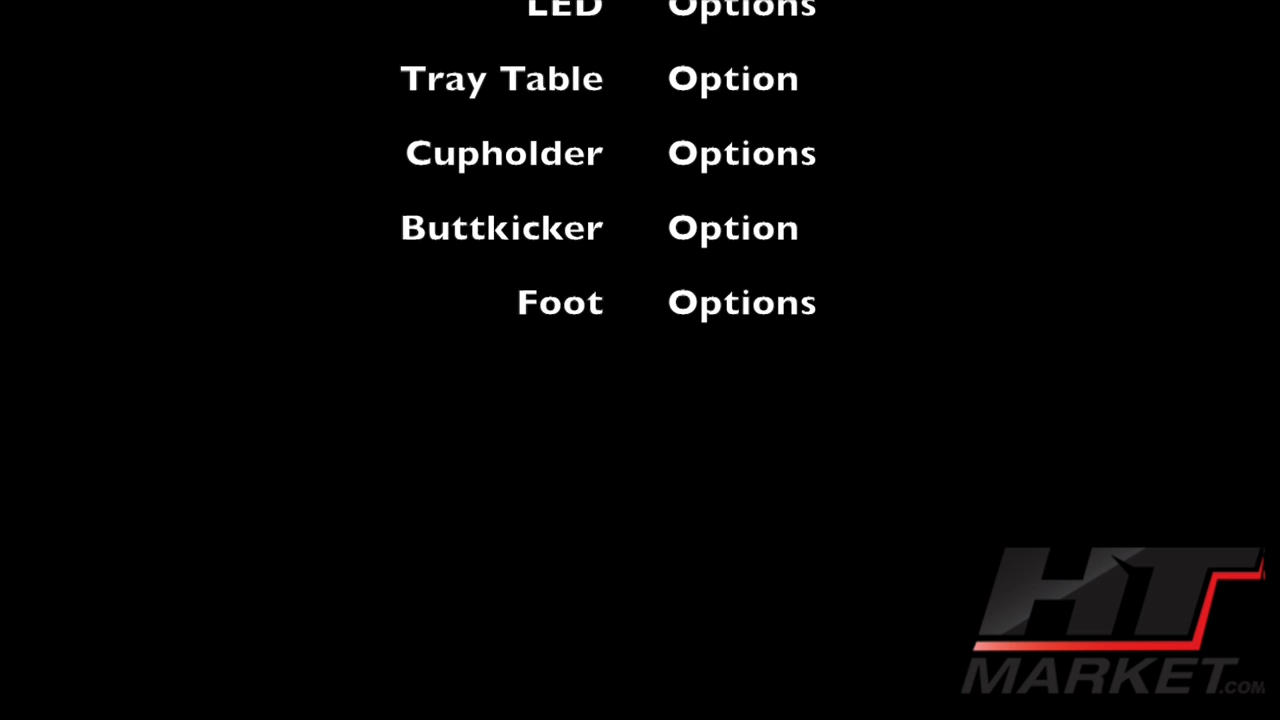 LED Options
Tray Table Option
Cupholder Options
Buttkicker Option
Foot Options
HT
MARKET.COM